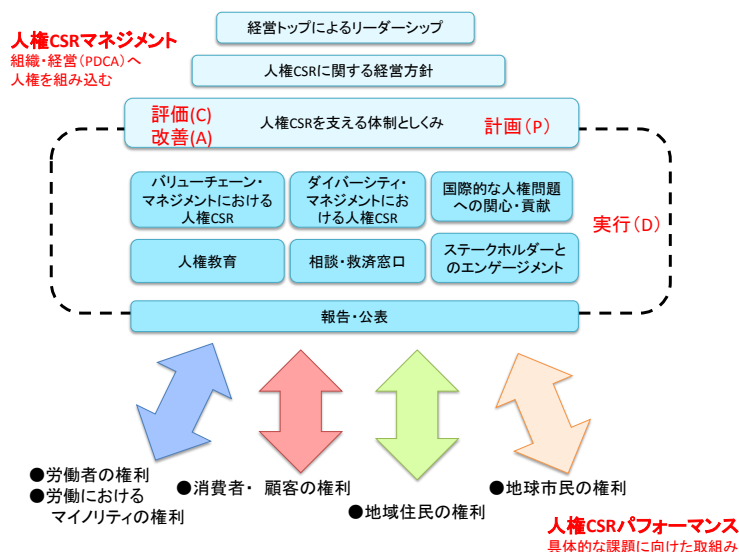 経営トップによるリーダーシップ
人権CSRマネジメント
組織・経営(PDCA)へ
人権を組み込む
人権CSRに関する経営方針
評価(C)
改善(A)
人権CSRを支える体制としくみ
計画(P)
バリューチェーン・
マネジメントにおける
人権CSR
ダイバーシティ・
マネジメントにお
ける人権CSR
国際的な人権問題
への関心・貢献
実行(D)
人権教育
相談・救済窓口
ステークホルダーと
のエンゲージメント
報告・公表
●労働者の権利
●労働における
マイノリティの権利
●消費者・ 顧客の権利
●地域住民の権利
●地球市民の権利
人権CSRパフォーマンス
具体的な課題に向けた取組み